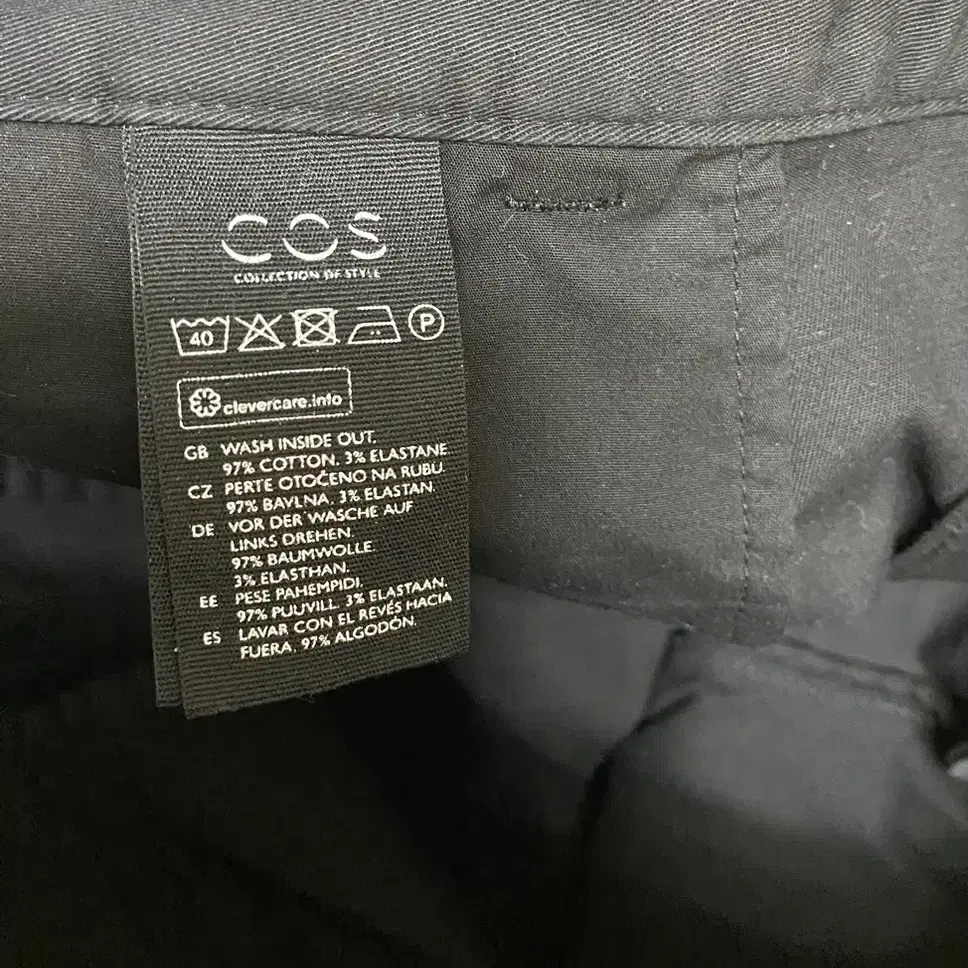 COS
COLLECTION OF STYLE
40
P
clevercare.info
GB WASH INSIDE OUT.
97% COTTON. 3% ELASTANE.
CZ PERTE OTOČENO NA RUBU.
97% BAVLNA. 3% ELASTAN.
DE VOR DER WÄSCHE AUF
LINKS DREHEN.
97% BAUMWOLLE.
3% ELASTHAN.
EE PESE PAHEMPIDI.
97% PUUVILL. 3% ELASTAAN.
ES LAVAR CON EL REVÉS HACIA
FUERA. 97% ALGODÓN.